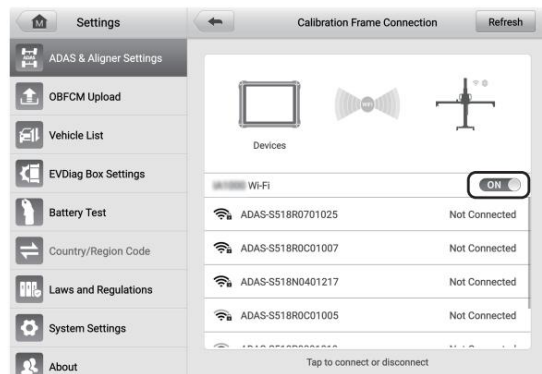 Settings
Calibration Frame Connection
Refresh
ADAS & Aligner Settings
OBFCM Upload
Vehicle List
EVDiag Box Settings
Battery Test
Country/Region Code
Laws and Regulations
System Settings
About
WiFi
Devices
Wi-Fi
ON
ADAS-S518R0701025 Not Connected
ADAS-S518R0C01007 Not Connected
ADAS-S518N0401217 Not Connected
ADAS-S518R0C01005 Not Connected
Tap to connect or disconnect